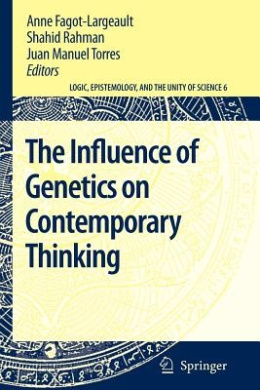 Anne Fagot-Largeault
Shahid Rahman
Juan Manuel Torres
Editors
LOGIC, EPISTEMOLOGY, AND THE UNITY OF SCIENCE 6
The Influence of
Genetics on
Contemporary
Thinking
Springer